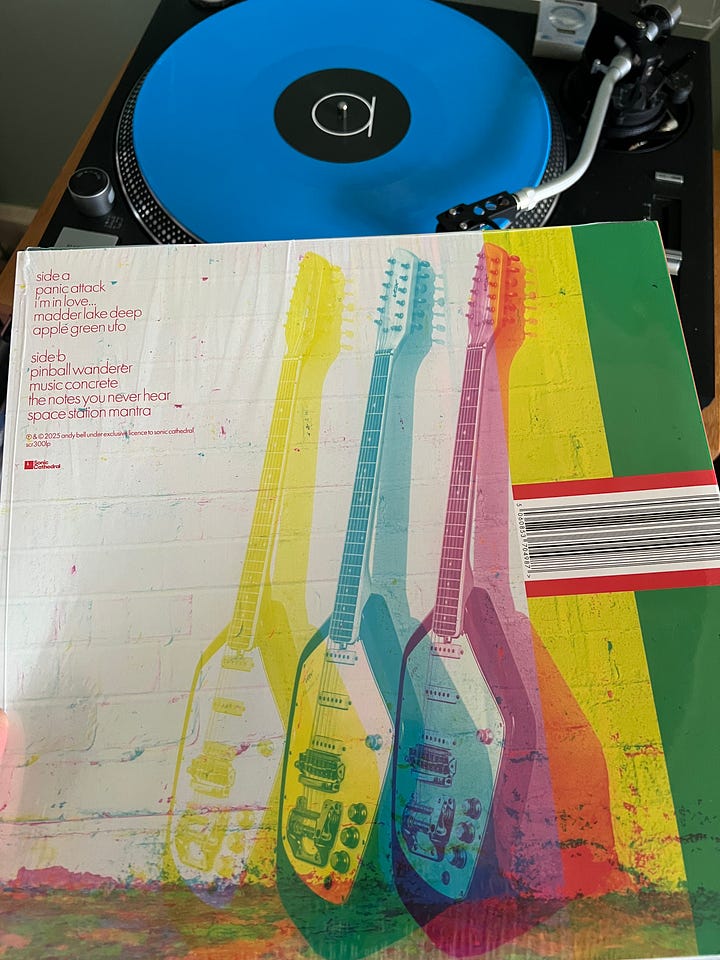 a
side a
panic attack
i'm in love...
madder lake deep
apple green ufo
side b
pinball wanderer
music concrete
the notes you never hear
space station mantra
℗ & © 2025 andy bell under exclusive licence to sonic cathedral
scr300lp
Sonic
Cathedral